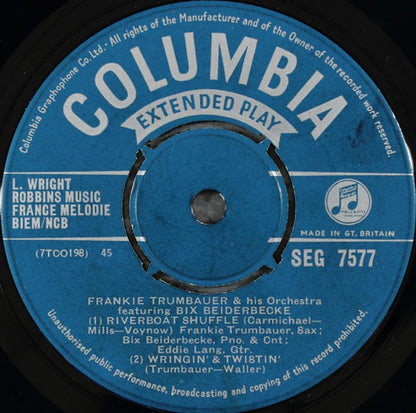 Columbia Graphophone Co. Ltd.· All rights of the Manufacturer and of the Owner of the recorded work reserved.
COLUMBIA
EXTENDED PLAY
L. WRIGHT
ROBBINS MUSIC
FRANCE MELODIE
BIEM/NCB
MADE IN GT. BRITAIN
(7TCO198) 45
SEG 7577
FRANKIE TRUMBAUER & his Orchestra
featuring BIX BEIDERBECKE
(1) RIVERBOAT SHUFFLE (Carmichael—
Mills—Voynow) Frankie Trumbauer, Sax;
Bix Beiderbecke, Pno. & Cnt;
Eddie Lang, Gtr.
(2) WRINGIN' & TWISTIN'
(Trumbauer—Waller)
Unauthorised public performance, broadcasting and copying of this record prohibited.